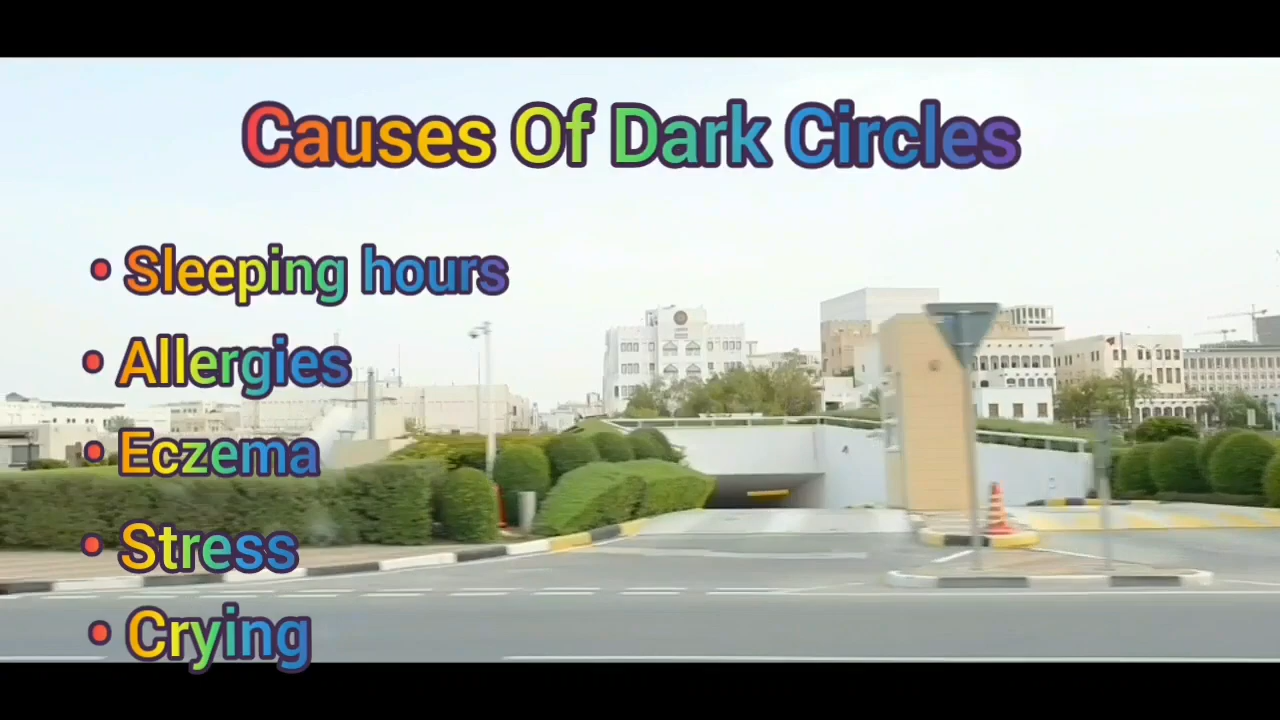 Causes Of Dark Circles
• Sleeping hours
• Allergies
• Eczema
• Stress
• Crying